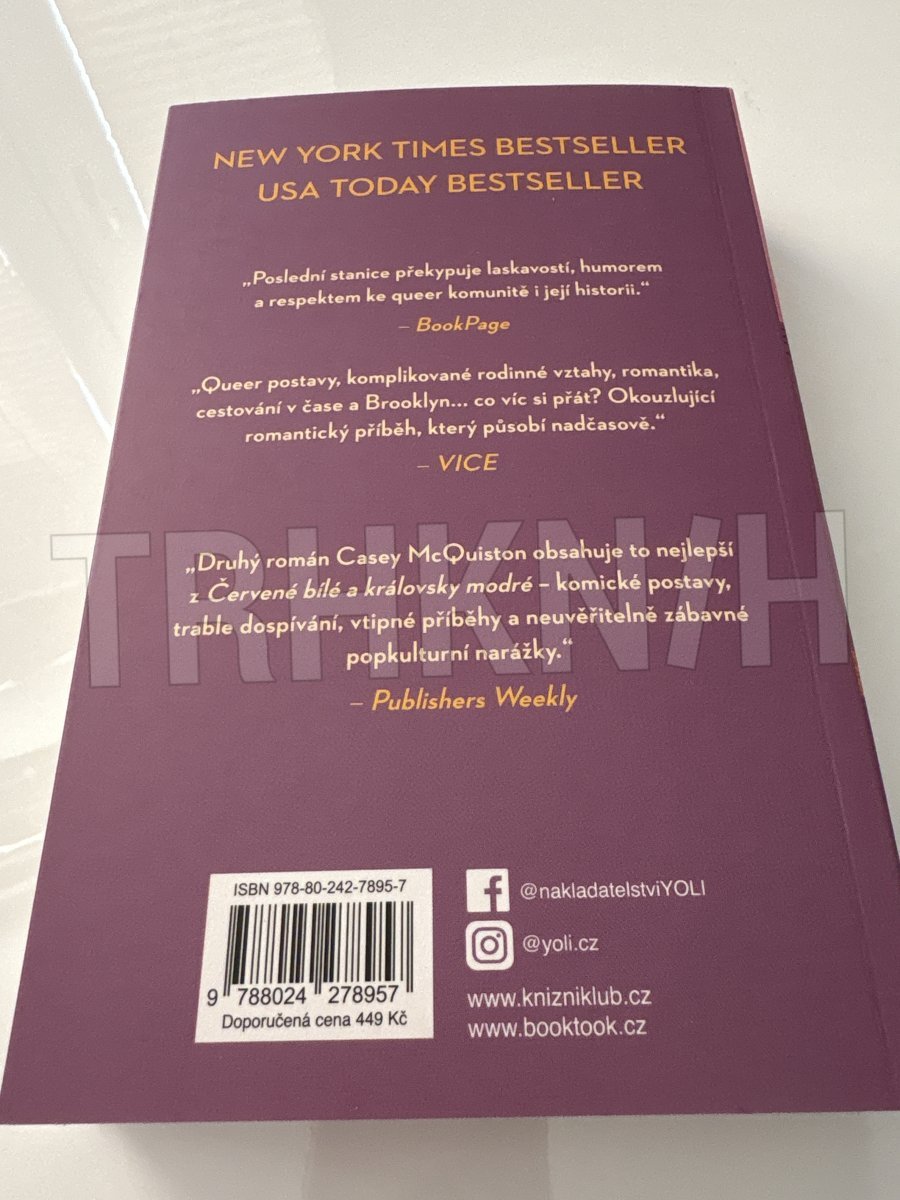 NEW YORK TIMES BESTSELLER
USA TODAY BESTSELLER
„Poslední stanice překypuje laskavostí, humorem
a respektem ke queer komunitě i její historii.“
– BookPage
„Queer postavy, komplikované rodinné vztahy, romantika,
cestování v čase a Brooklyn... co víc si přát? Okouzlující
romantický příběh, který působí nadčasově.“
– VICE
TRHKNIH
„Druhý román Casey McQuiston obsahuje to nejlepší
z Červené bílé a královsky modré – komické postavy,
trable dospívání, vtipné příběhy a neuvěřitelně zábavné
popkulturní narážky.“
– Publishers Weekly
ISBN 978-80-242-7895-7
9 788024 278957
Doporučená cena 449 Kč
@nakladatelstviYOLI
@yoli.cz
www.knizniklub.cz
www.booktook.cz